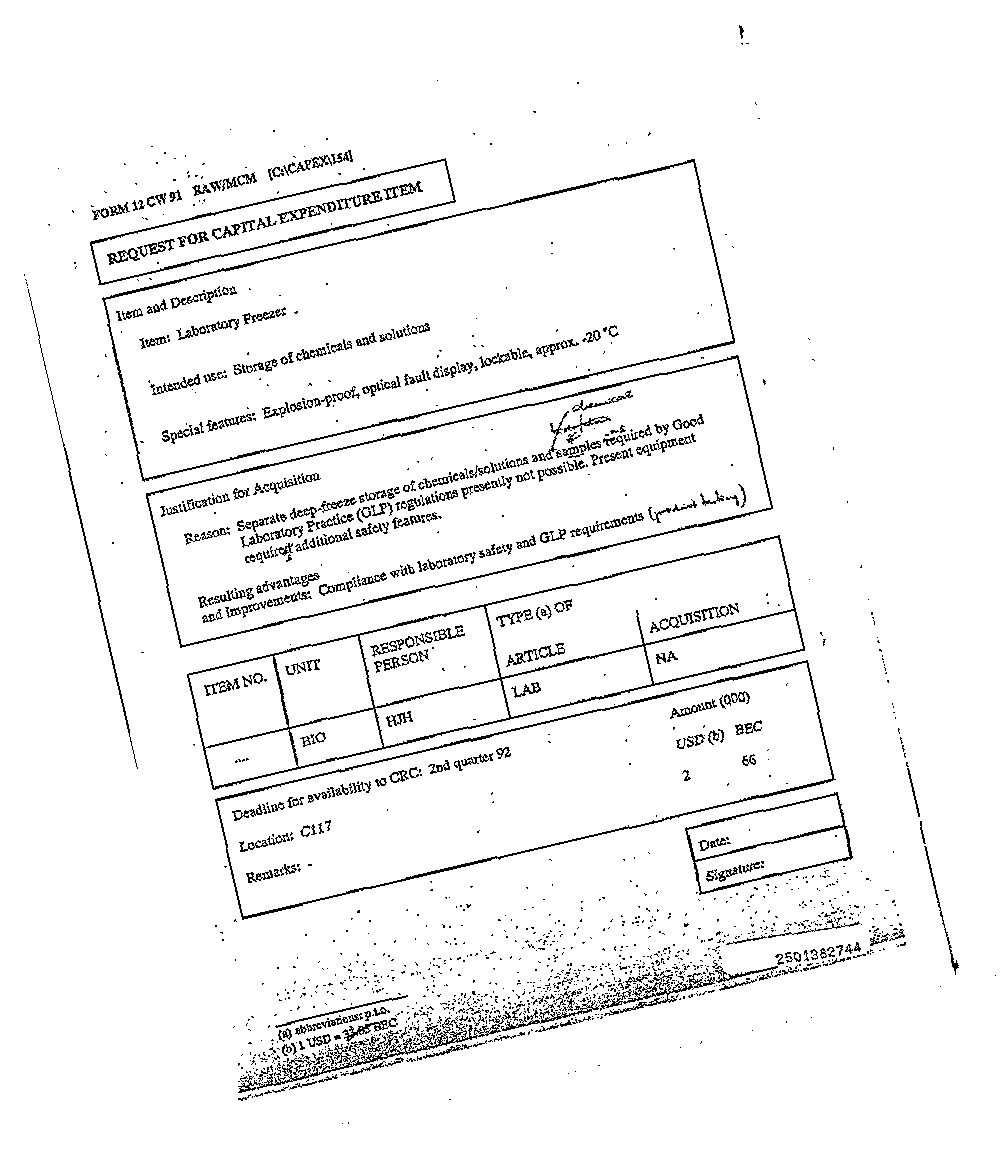 FORM 12 CW 91 RAW/MCM [C:\CAPEX\154]
REQUEST FOR CAPITAL EXPENDITURE ITEM
Item and Description
Item: Laboratory Freezer
Intended use: Storage of chemicals and solutions
Special features: Explosion-proof, optical fault display, lockable, approx. -20 °C
chemicals
Justification for Acquisition
Reason: Separate deep-freeze storage of chemicals/solutions and samples required by Good
Laboratory Practice (GLP) regulations presently not possible. Present equipment
required additional safety features.
Resulting advantages
and Improvements: Compliance with laboratory safety and GLP requirements (product testing)
ITEM NO. UNIT RESPONSIBLE PERSON TYPE (a) OF ARTICLE ACQUISITION
---- BIO HJH LAB NA
Deadline for availability to CRC: 2nd quarter 92
Amount (000)
USD (b) BEC
Location: C117
2 66
Remarks: -
Date:
Signature:
2501382744
(a) abbreviations: p.t.o.
(b) 1 USD = BEC